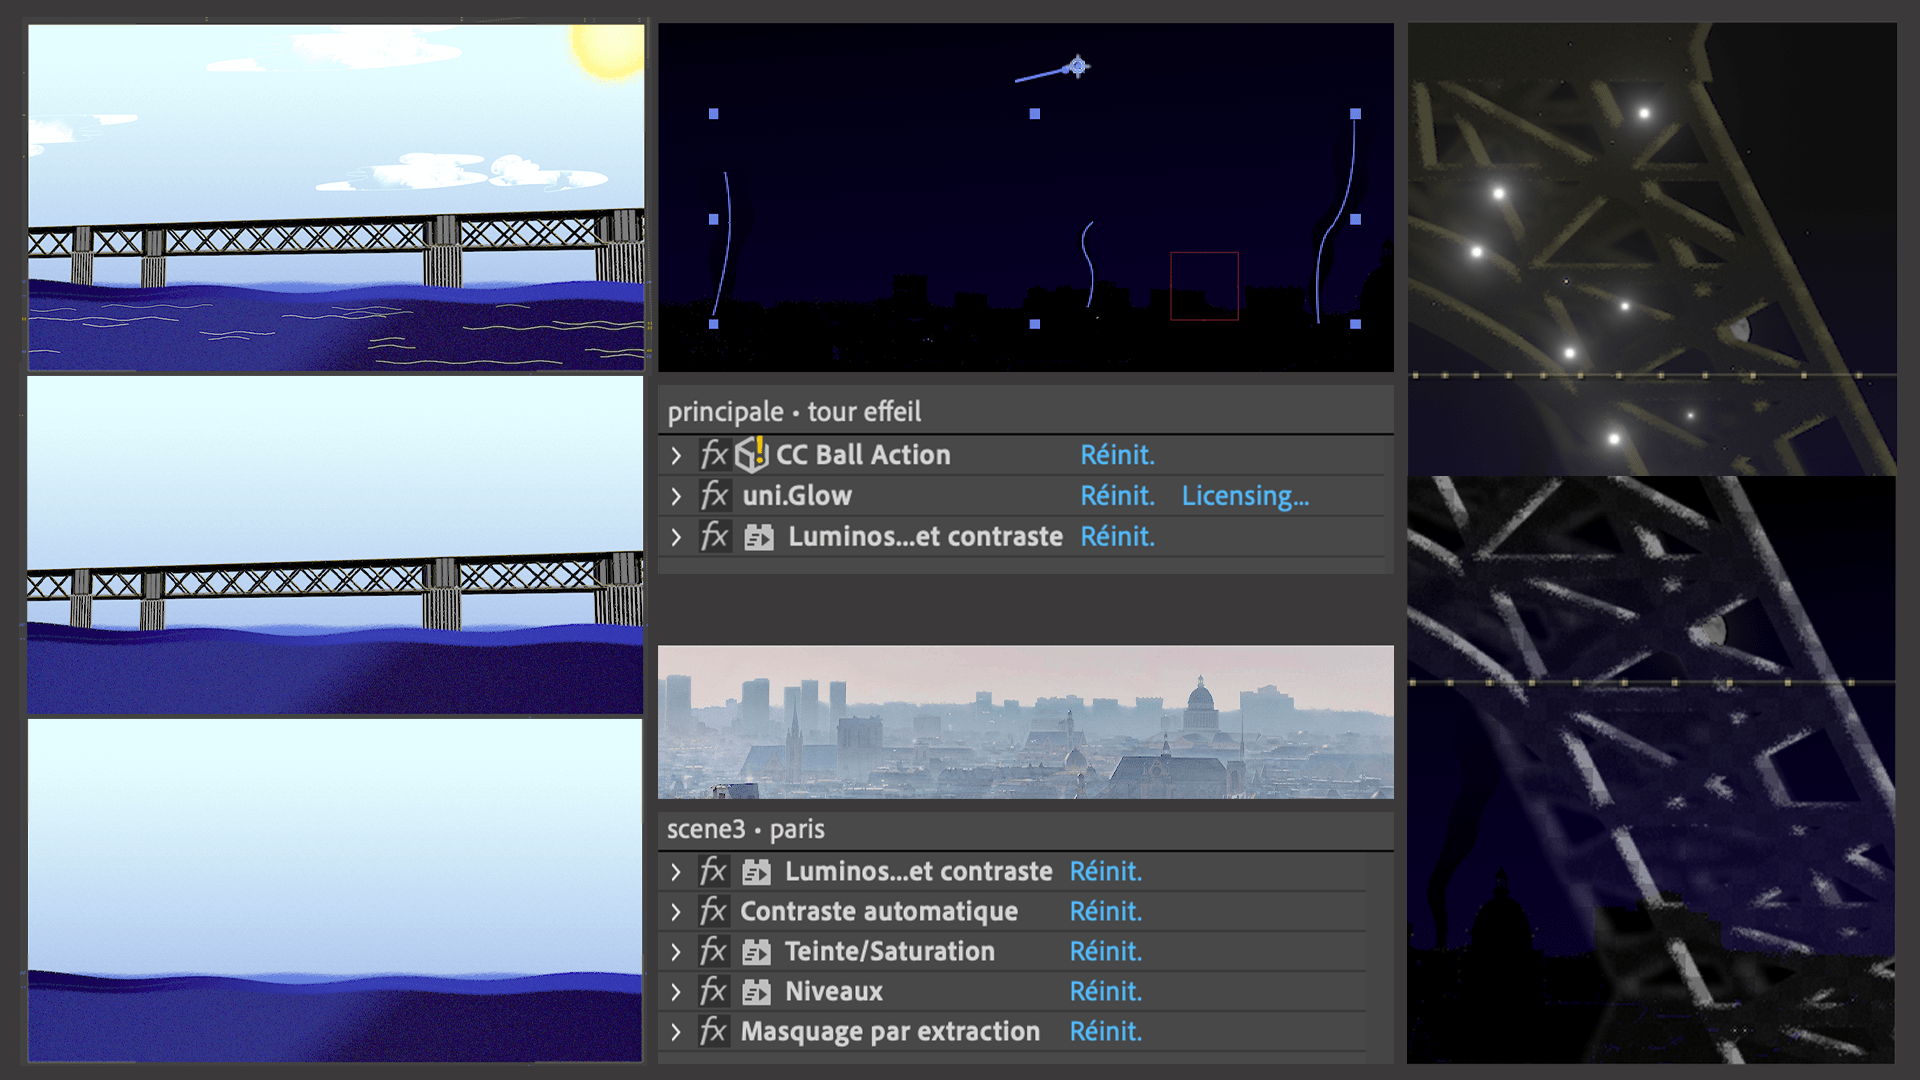 principale • tour effeil
fx CC Ball Action Réinit.
fx uni.Glow Réinit. Licensing...
fx Luminos...et contraste Réinit.
scene3 • paris
fx Luminos...et contraste Réinit.
fx Contraste automatique Réinit.
fx Teinte/Saturation Réinit.
fx Niveaux Réinit.
fx Masquage par extraction Réinit.